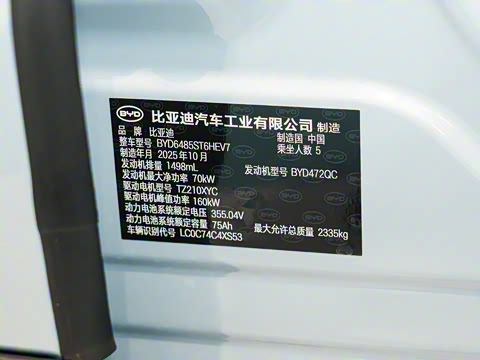 BYD 比亚迪汽车工业有限公司 制造
品 牌 比亚迪 制造国 中国
整车型号 BYD6485ST6HEV7 乘坐人数 5
制造年月 2025年10月
发动机排量 1498mL 发动机型号 BYD472QC
发动机最大净功率 70kW
驱动电机型号 TZ210XYC
驱动电机峰值功率 160kW
动力电池系统额定电压 355.04V
动力电池系统额定容量 75Ah 最大允许总质量 2335kg
车辆识别代号 LC0C74C4XS53